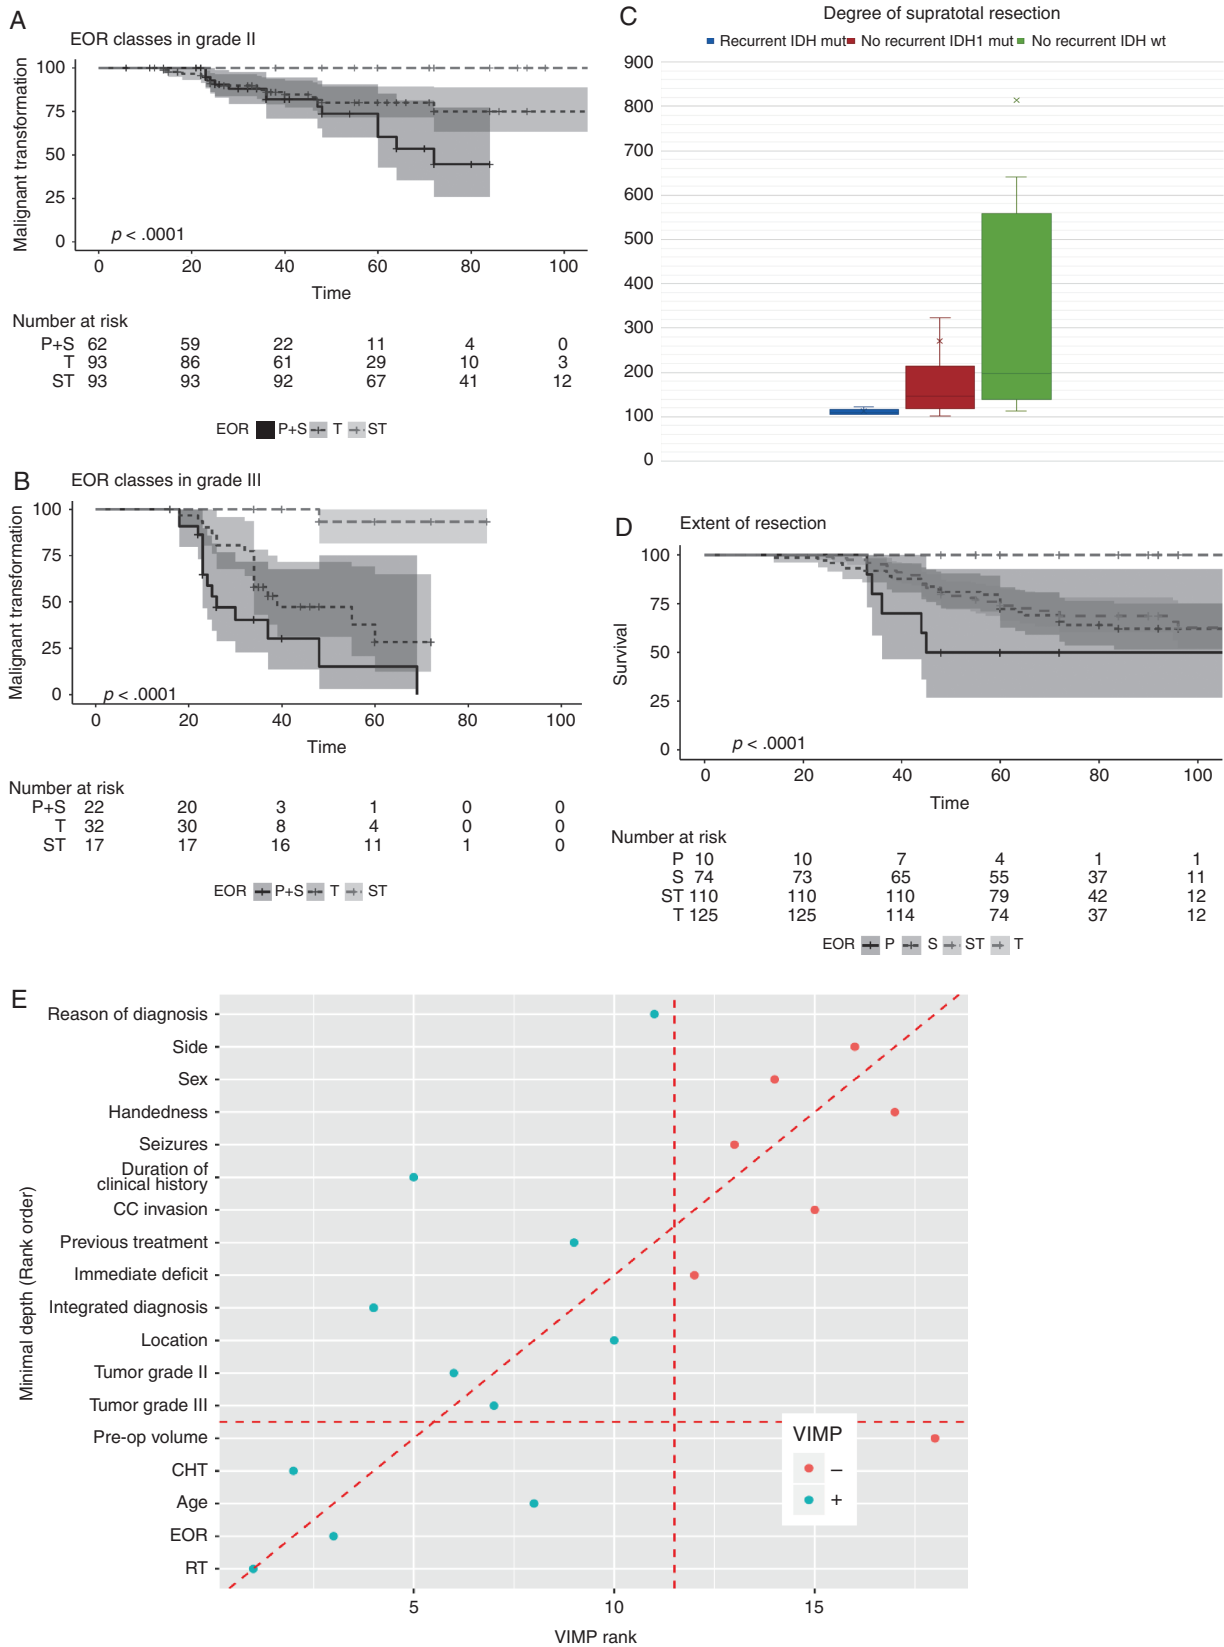 A
EOR classes in grade II
Malignant transformation
100
75
50
25
0
p < .0001
0 20 40 60 80 100
Time
Number at risk
P+S 62 59 22 11 4 0
T 93 86 61 29 10 3
ST 93 93 92 67 41 12
EOR P+S T ST
B
EOR classes in grade III
Malignant transformation
100
75
50
25
0
p < .0001
0 20 40 60 80 100
Time
Number at risk
P+S 22 20 3 1 0 0
T 32 30 8 4 0 0
ST 17 17 16 11 1 0
EOR P+S T ST
C
Degree of supratotal resection
Recurrent IDH mut No recurrent IDH1 mut No recurrent IDH wt
900
800
700
600
500
400
300
200
100
0
D
Extent of resection
Survival
100
75
50
25
0
p < .0001
0 20 40 60 80 100
Time
Number at risk
P 10 10 7 4 1 1
S 74 73 65 55 37 11
ST 110 110 110 79 42 12
T 125 125 114 74 37 12
EOR P S ST T
E
Minimal depth (Rank order)
Reason of diagnosis
Side
Sex
Handedness
Seizures
Duration of
clinical history
CC invasion
Previous treatment
Immediate deficit
Integrated diagnosis
Location
Tumor grade II
Tumor grade III
Pre-op volume
CHT
Age
EOR
RT
VIMP
–
+
5 10 15
VIMP rank